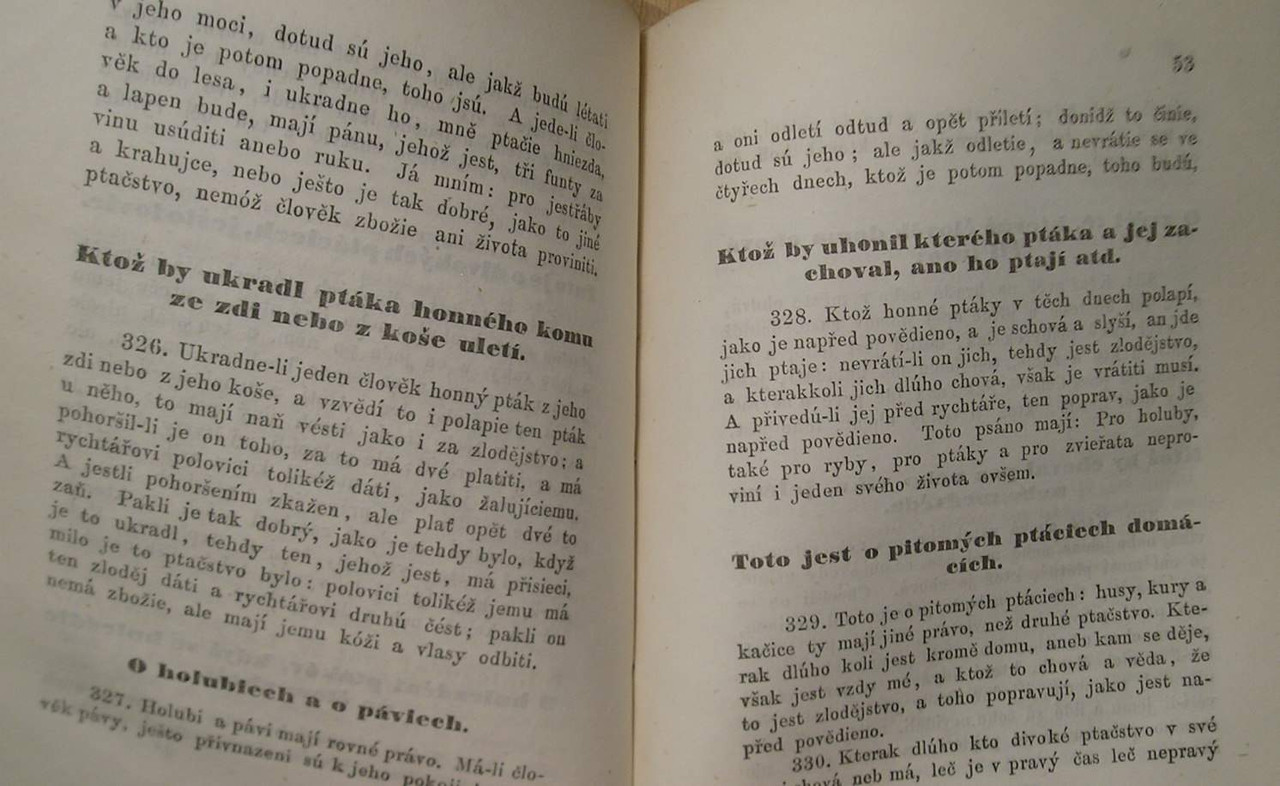 v jeho moci, dotud sú jeho, ale jakž budú létati
a kto je potom popadne, toho jsú. A jede-li člo-
věk do lesa, i ukradne ho, mně ptačie hniezda,
a lapen bude, mají pánu, jehož jest, tři funty za
vinu usúditi anebo ruku. Já mním: pro jestřáby
a krahujce, nebo ješto je tak dobré, jako to jiné
ptačstvo, nemóž člověk zbožie ani života proviniti.
Ktož by ukradl ptáka honného komu
ze zdi nebo z koše uletí.
326. Ukradne-li jeden člověk honný pták z jeho
zdi nebo z jeho koše, a vzvědí to i polapie ten pták
u něho, to mají naň vésti jako i za zlodějstvo; a
pohoršil-li je on toho, za to má dvé platiti, a má
rychtářovi polovici tolikéž dáti, jako žalujíciemu.
A jestli pohoršením zkažen, ale plať opět dvé to
zaň. Pakli je tak dobrý, jako je tehdy bylo, když
je to ukradl, tehdy ten, jehož jest, má přisieci,
milo je to ptačstvo bylo: polovici tolikéž jemu má
ten zloděj dáti a rychtářovi druhú čést; pakli on
nemá zbožie, ale mají jemu kóži a vlasy odbiti.
O holubiech a o páviech.
327. Holubi a pávi mají rovné právo. Má-li člo-
věk pávy, ješto přivnazeni sú k jeho pokoji
53
a oni odletí odtud a opět příletí; donidž to činie,
dotud sú jeho; ale jakž odletie, a nevrátie se ve
čtyřech dnech, ktož je potom popadne, toho budú,
Ktož by uhonil kterého ptáka a jej za-
choval, ano ho ptají atd.
328. Ktož honné ptáky v těch dnech polapí,
jako je napřed povědieno, a je schová a slyší, an jde
jich ptaje: nevrátí-li on jich, tehdy jest zlodějstvo,
a kterakkoli jich dlúho chová, však je vrátiti musí.
A přivedú-li jej před rychtáře, ten poprav, jako je
napřed povědieno. Toto psáno mají: Pro holuby,
také pro ryby, pro ptáky a pro zvieřata nepro-
viní i jeden svého života ovšem.
Toto jest o pitomých ptáciech domá-
cích.
329. Toto je o pitomých ptáciech: husy, kury a
kačice ty mají jiné právo, než druhé ptačstvo. Kte-
rak dlúho koli jest kromě domu, aneb kam se děje,
však jest vzdy mé, a ktož to chová a věda, že
to jest zlodějstvo, a toho popravují, jako jest na-
před povědieno.
330. Kterak dlúho kto divoké ptačstvo v své
neb má, leč je v pravý čas leč nepravý